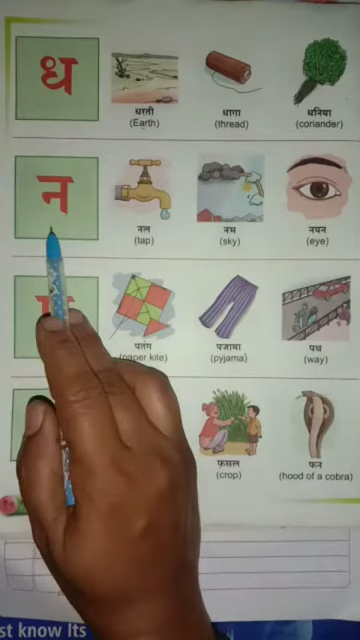 ध
धरती
(Earth)
धागा
(thread)
धनिया
(coriander)
न
नल
(tap)
नभ
(sky)
नयन
(eye)
पतंग
(paper kite)
पजामा
(pyjama)
पथ
(way)
फ़सल
(crop)
फन
(hood of a cobra)
st know Its